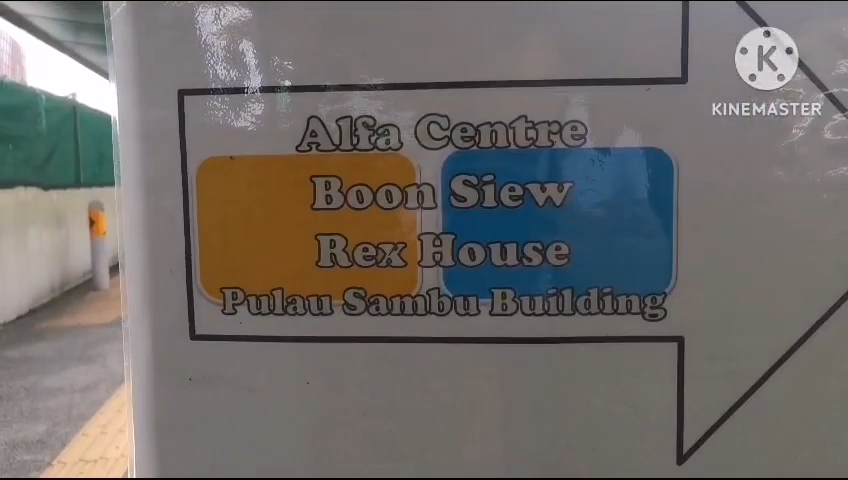 K
KINEMASTER
Alfa Centre
Boon Siew
Rex House
Pulau Sambu Building